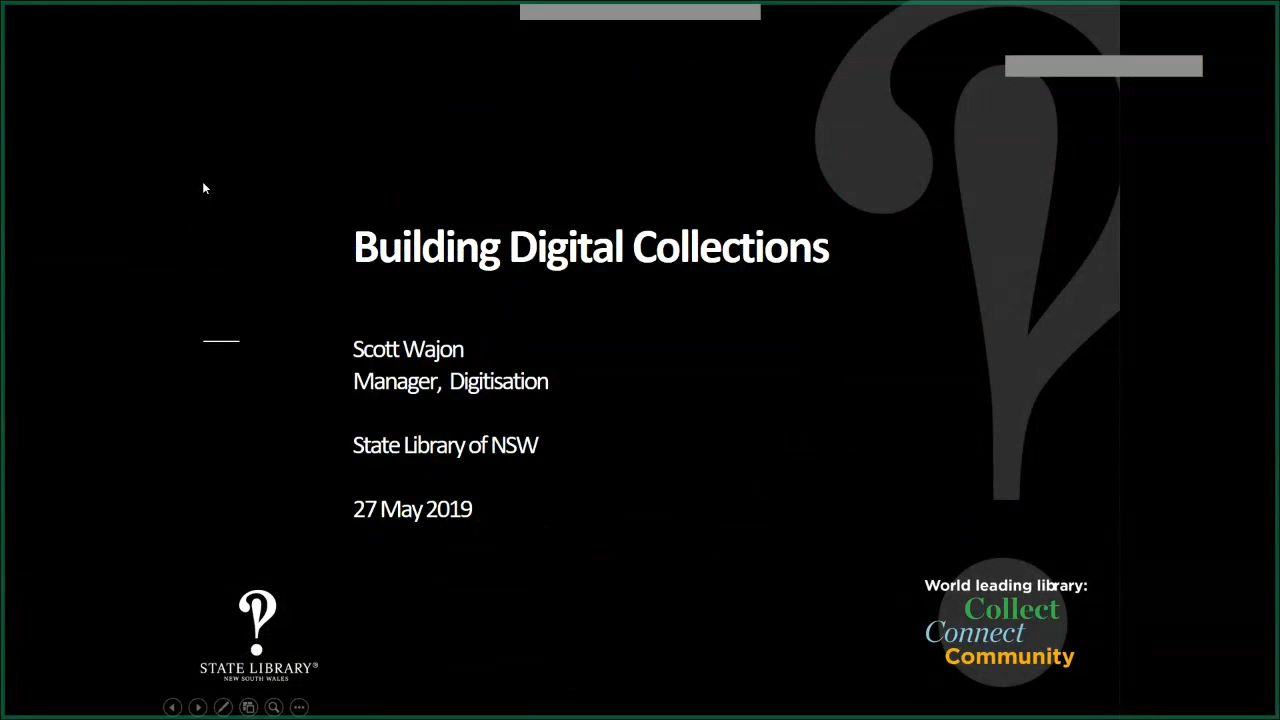 Building Digital Collections
Scott Wajon
Manager, Digitisation
State Library of NSW
27 May 2019
World leading library:
Collect
Connect
Community
STATE LIBRARY®
NEW SOUTH WALES